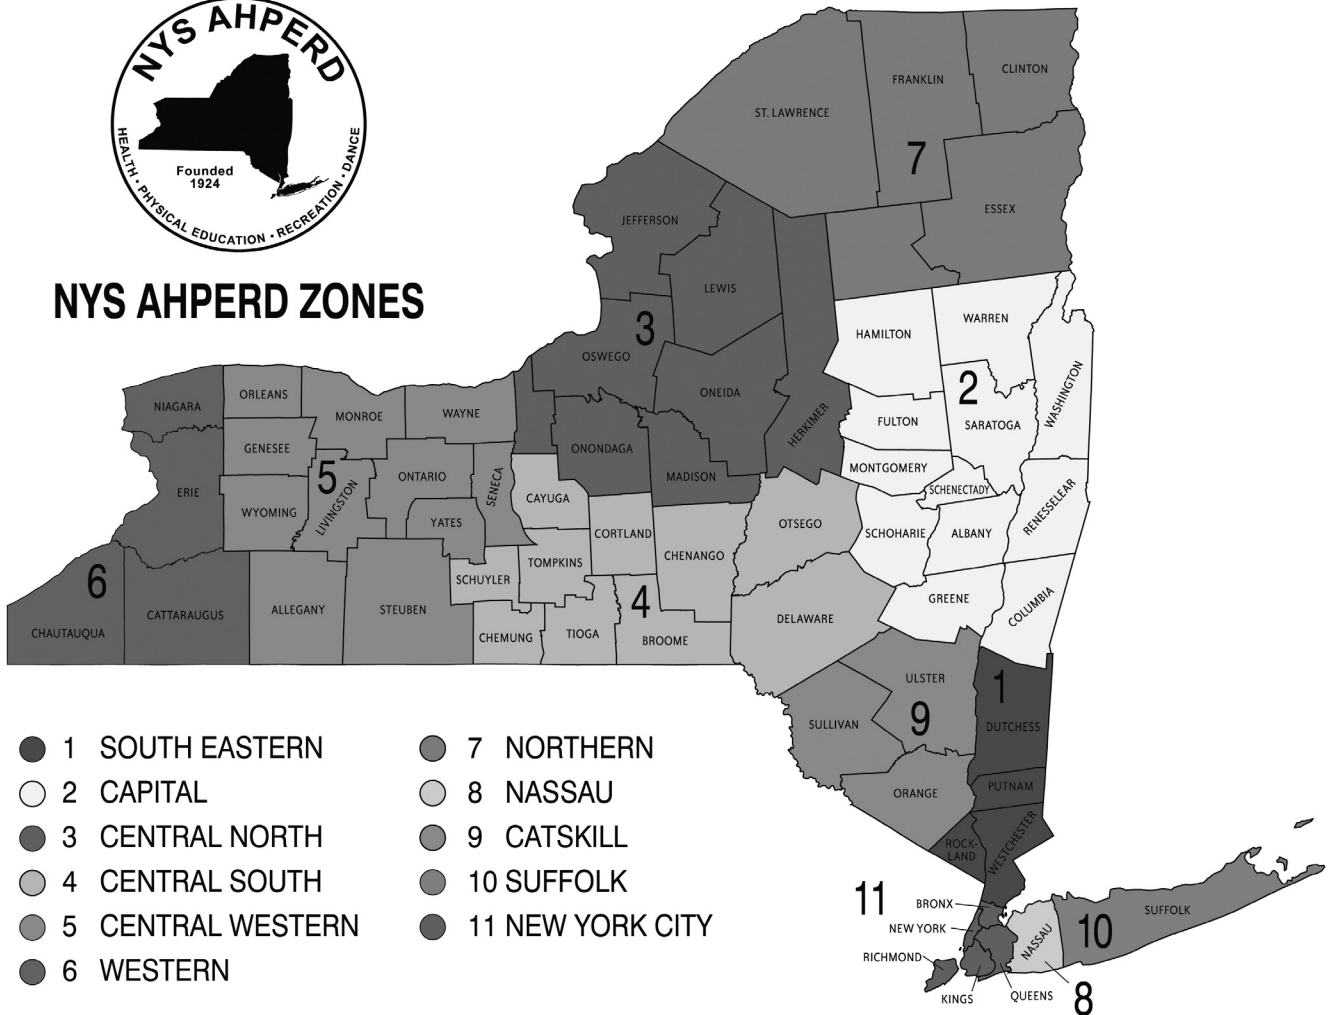 NYS AHPERD
HEALTH • PHYSICAL EDUCATION • RECREATION • DANCE
Founded
1924
NYS AHPERD ZONES
CLINTON
FRANKLIN
ST. LAWRENCE
7
ESSEX
JEFFERSON
LEWIS
3
OSWEGO
ONEIDA
HERKIMER
ONONDAGA
MADISON
HAMILTON
WARREN
2
WASHINGTON
FULTON
SARATOGA
MONTGOMERY
SCHENECTADY
RENESSELEAR
SCHOHARIE
ALBANY
GREENE
COLUMBIA
NIAGARA
ORLEANS
MONROE
WAYNE
GENESEE
5
ONTARIO
SENECA
ERIE
WYOMING
LIVINGSTON
YATES
CAYUGA
CORTLAND
OTSEGO
CHENANGO
TOMPKINS
SCHUYLER
6
4
CHAUTAUQUA
CATTARAUGUS
ALLEGANY
STEUBEN
CHEMUNG
TIOGA
BROOME
DELAWARE
ULSTER
9
SULLIVAN
ORANGE
1
DUTCHESS
PUTNAM
WESTCHESTER
ROCK-
LAND
11
BRONX
NEW YORK
RICHMOND
KINGS
QUEENS
NASSAU
8
10
SUFFOLK
1 SOUTH EASTERN
2 CAPITAL
3 CENTRAL NORTH
4 CENTRAL SOUTH
5 CENTRAL WESTERN
6 WESTERN
7 NORTHERN
8 NASSAU
9 CATSKILL
10 SUFFOLK
11 NEW YORK CITY